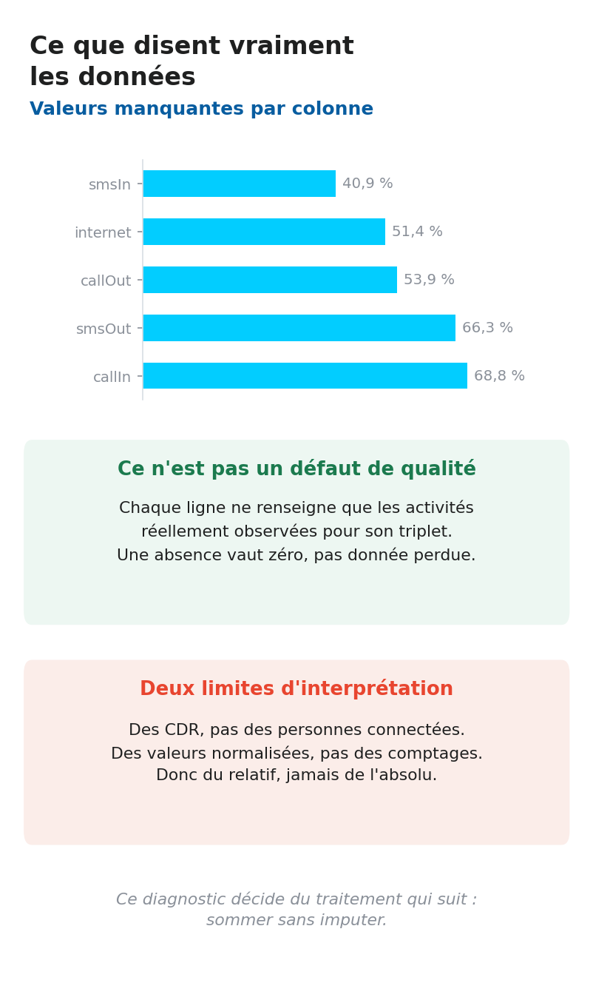 Ce que disent vraiment
les données
Valeurs manquantes par colonne
smsIn 40,9 %
internet 51,4 %
callOut 53,9 %
smsOut 66,3 %
callIn 68,8 %
Ce n'est pas un défaut de qualité
Chaque ligne ne renseigne que les activités
réellement observées pour son triplet.
Une absence vaut zéro, pas donnée perdue.
Deux limites d'interprétation
Des CDR, pas des personnes connectées.
Des valeurs normalisées, pas des comptages.
Donc du relatif, jamais de l'absolu.
Ce diagnostic décide du traitement qui suit :
sommer sans imputer.